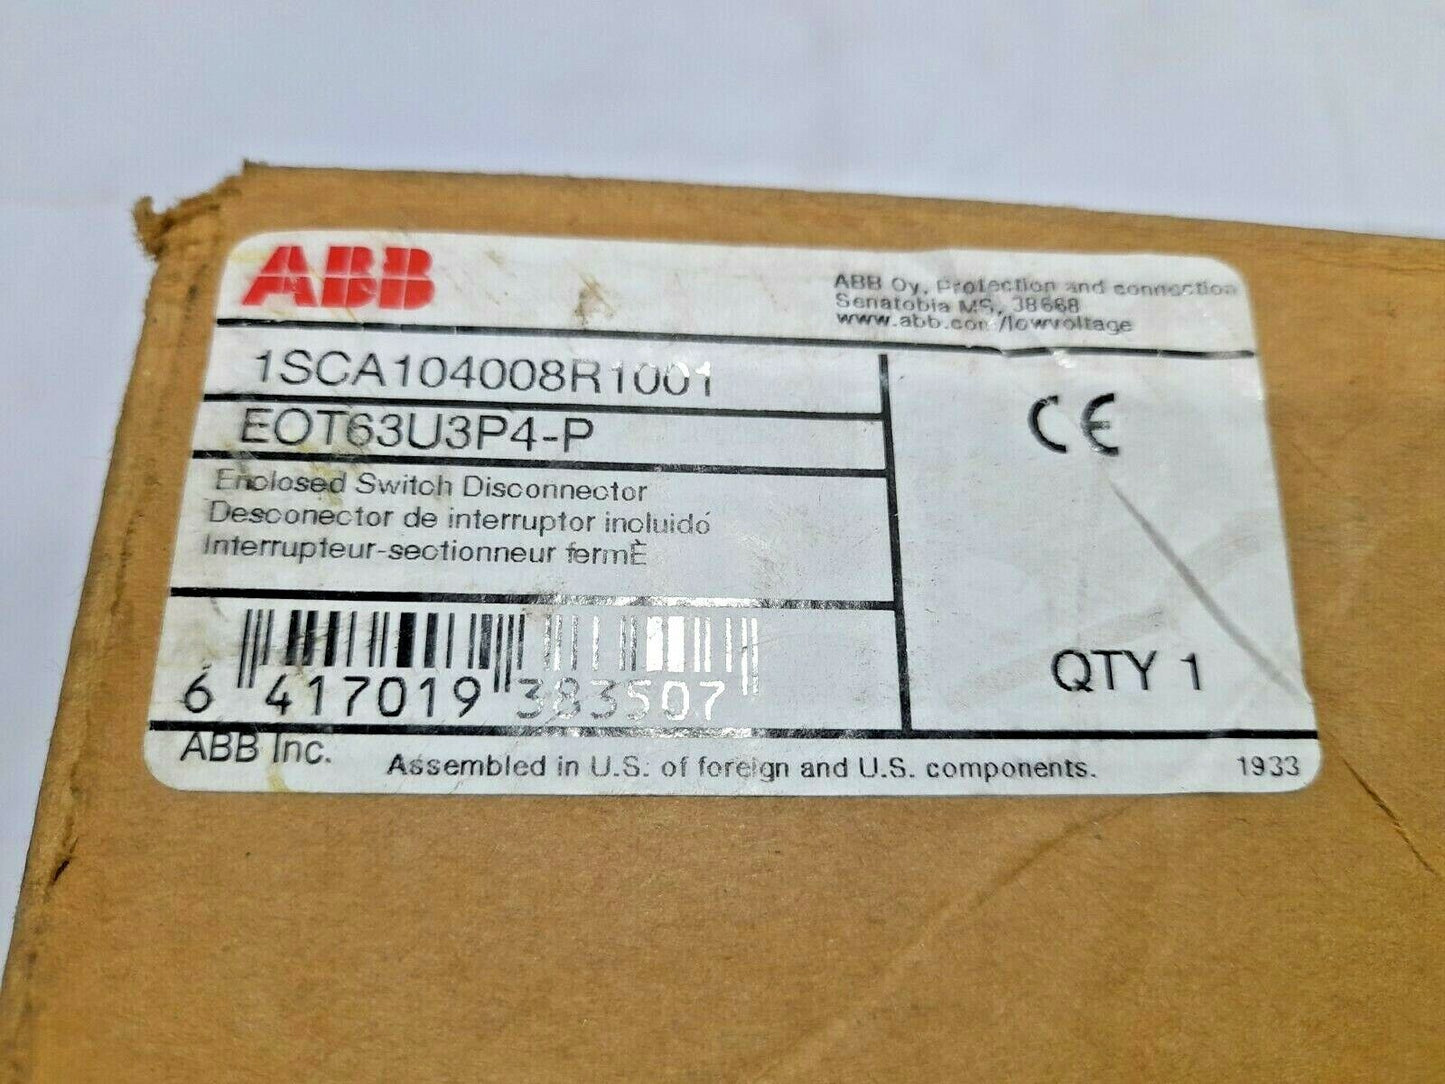 ABB
ABB Oy, Protection and connection
Senatobia MS, 38668
www.abb.com/lowvoltage
1SCA104008R1001
EOT63U3P4-P
Enclosed Switch Disconnector
Desconector de interruptor incluidó
Interrupteur-sectionneur fermÈ
CE
6 417019 383507
QTY 1
ABB Inc.
Assembled in U.S. of foreign and U.S. components.
1933